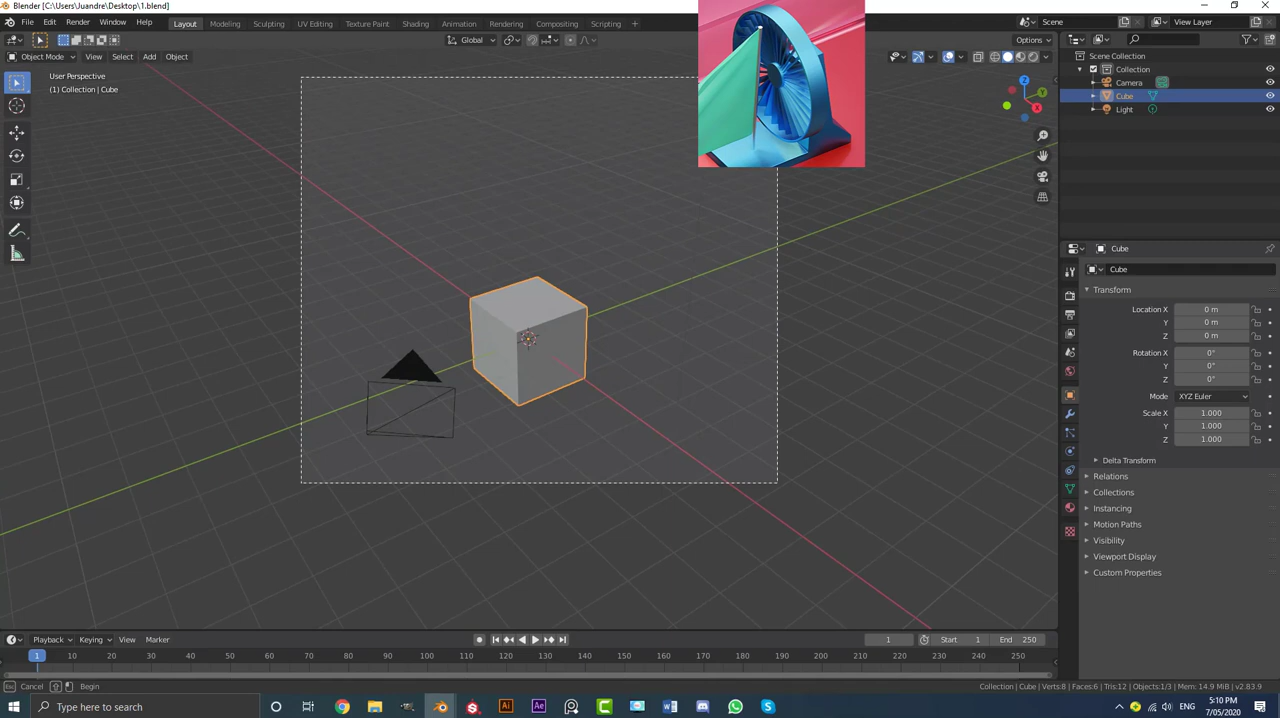 Blender [C:\Users\Juandre\Desktop\1.blend]
File Edit Render Window Help Layout Modeling Sculpting UV Editing Texture Paint Shading Animation Rendering Compositing Scripting + Scene View Layer
Global Options
Object Mode View Select Add Object
User Perspective
(1) Collection | Cube
Z
Y
X
Scene Collection
Collection
Camera
Cube
Light
Cube
Cube
Transform
Location X 0 m
Y 0 m
Z 0 m
Rotation X 0°
Y 0°
Z 0°
Mode XYZ Euler
Scale X 1.000
Y 1.000
Z 1.000
Delta Transform
Relations
Collections
Instancing
Motion Paths
Visibility
Viewport Display
Custom Properties
Playback Keying View Marker 1 Start 1 End 250
1 10 20 30 40 50 60 70 80 90 100 110 120 130 140 150 160 170 180 190 200 210 220 230 240 250
Cancel Begin Collection | Cube | Verts:8 | Faces:6 | Tris:12 | Objects:1/3 | Mem: 14.9 MiB | v2.83.9
Type here to search
Ai Ae
ENG
5:10 PM
7/05/2020